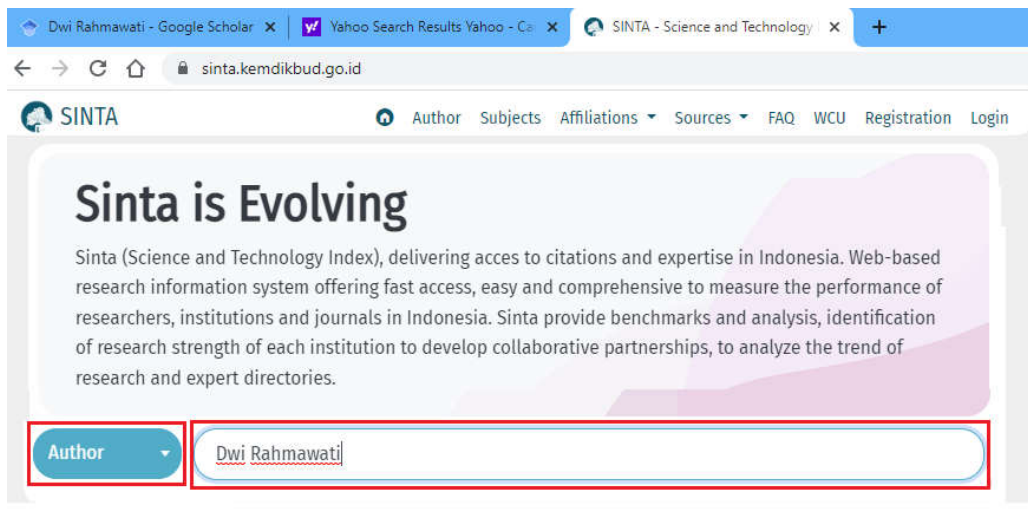 Dwi Rahmawati - Google Scholar
Yahoo Search Results Yahoo - Ca
SINTA - Science and Technology
sinta.kemdikbud.go.id
SINTA Author Subjects Affiliations Sources FAQ WCU Registration Login
Sinta is Evolving
Sinta (Science and Technology Index), delivering acces to citations and expertise in Indonesia. Web-based
research information system offering fast access, easy and comprehensive to measure the performance of
researchers, institutions and journals in Indonesia. Sinta provide benchmarks and analysis, identification
of research strength of each institution to develop collaborative partnerships, to analyze the trend of
research and expert directories.
Author
Dwi Rahmawati